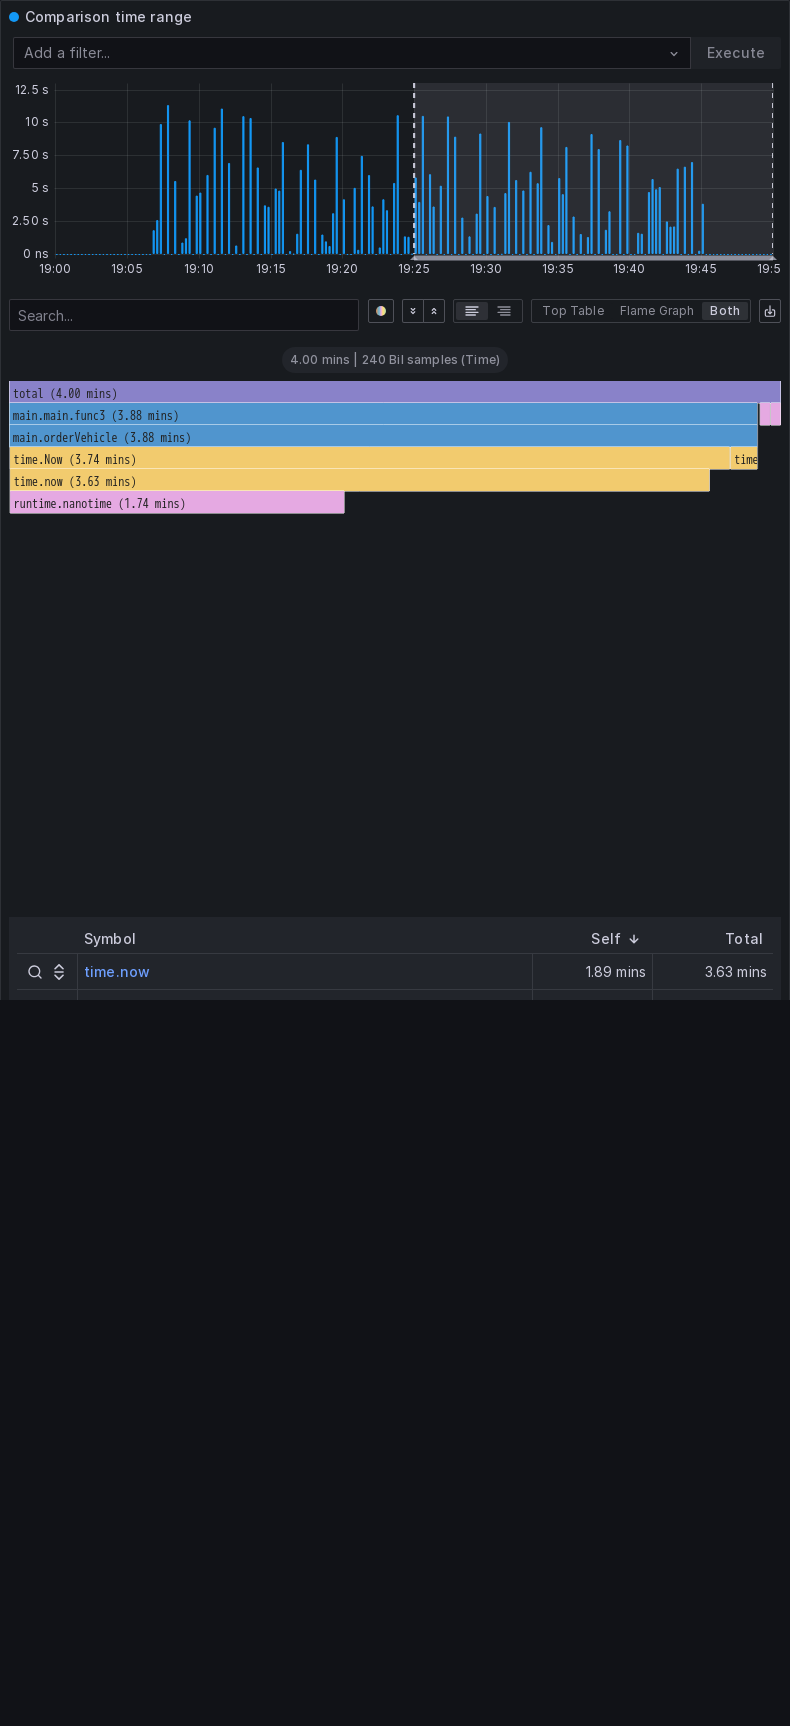 Comparison time range
Add a filter...
Execute
12.5 s
10 s
7.50 s
5 s
2.50 s
0 ns
19:00 19:05 19:10 19:15 19:20 19:25 19:30 19:35 19:40 19:45 19:5
Search...
Top Table Flame Graph Both
4.00 mins | 240 Bil samples (Time)
total (4.00 mins)
main.main.func3 (3.88 mins)
main.orderVehicle (3.88 mins)
time.Now (3.74 mins) time
time.now (3.63 mins)
runtime.nanotime (1.74 mins)
Symbol Self Total
time.now 1.89 mins 3.63 mins